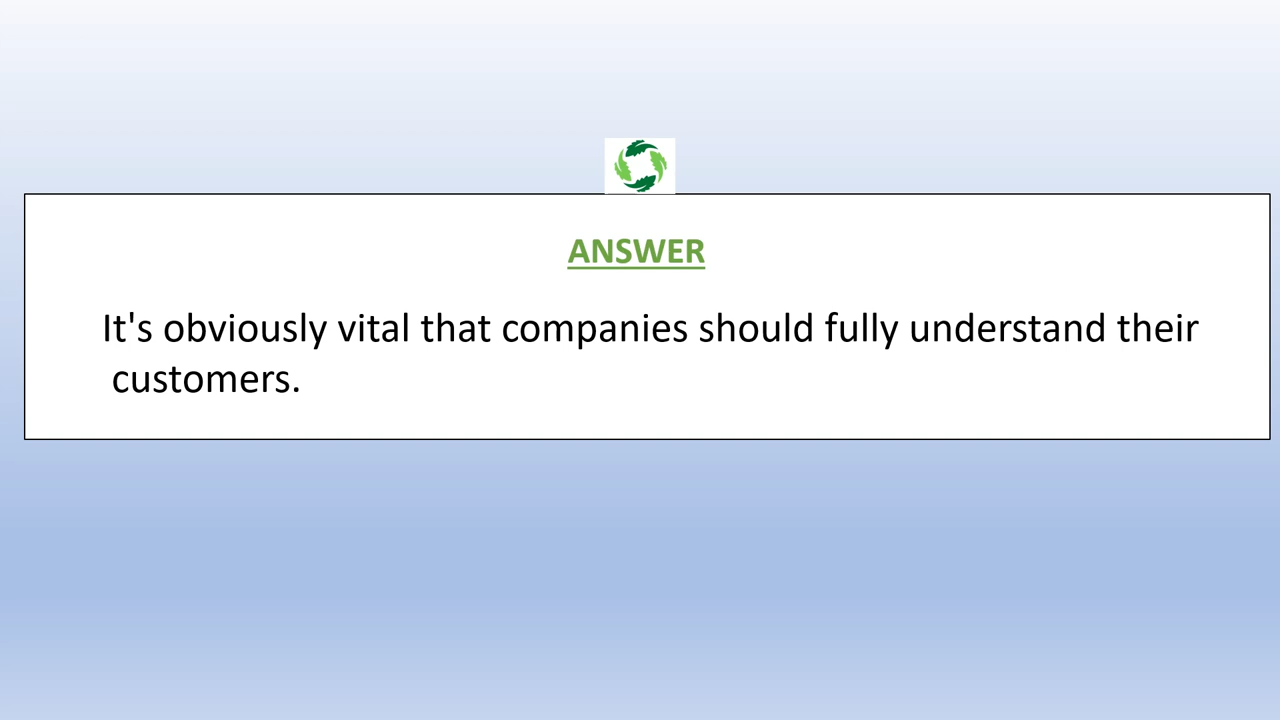 ANSWER
It's obviously vital that companies should fully understand their
customers.